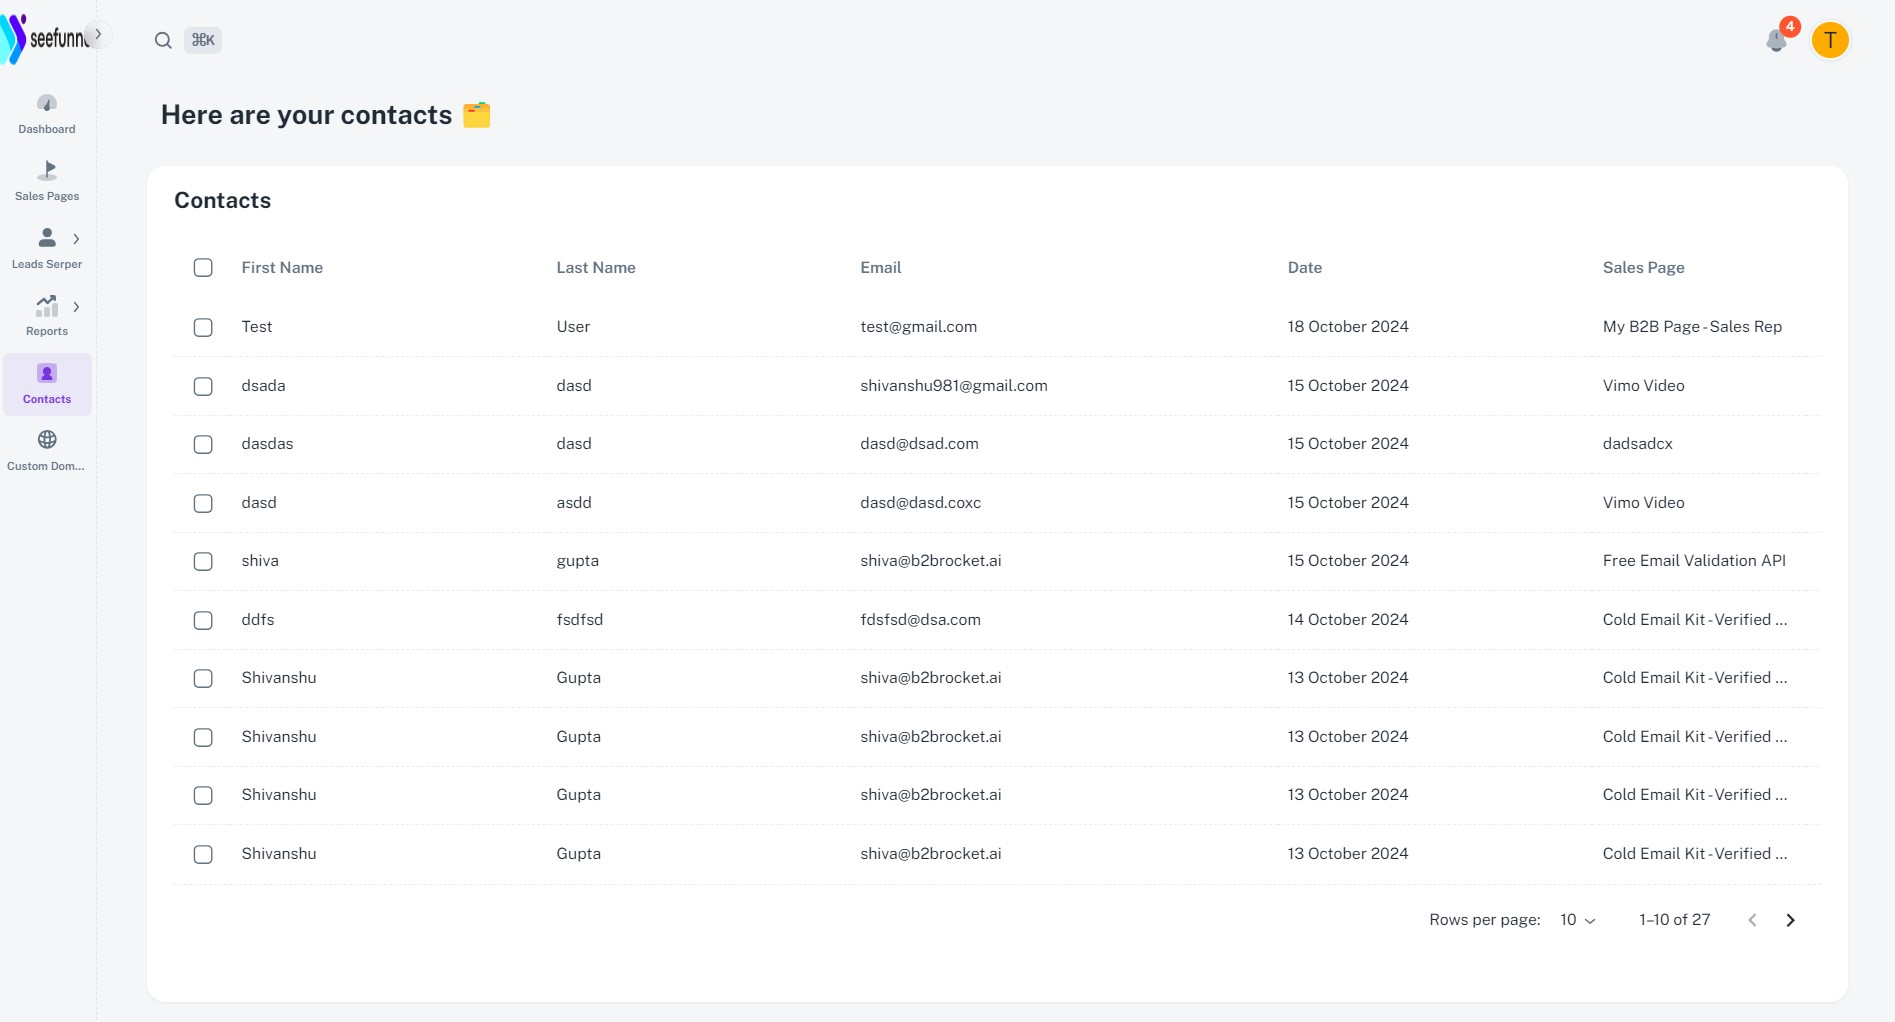 seefunn
⌘K
4
T
Dashboard
Sales Pages
Leads Serper
Reports
Contacts
Custom Dom...
Here are your contacts
Contacts
First Name Last Name Email Date Sales Page
Test User test@gmail.com 18 October 2024 My B2B Page - Sales Rep
dsada dasd shivanshu981@gmail.com 15 October 2024 Vimo Video
dasdas dasd dasd@dsad.com 15 October 2024 dadsadcx
dasd asdd dasd@dasd.coxc 15 October 2024 Vimo Video
shiva gupta shiva@b2brocket.ai 15 October 2024 Free Email Validation API
ddfs fsdfsd fdsfsd@dsa.com 14 October 2024 Cold Email Kit - Verified ...
Shivanshu Gupta shiva@b2brocket.ai 13 October 2024 Cold Email Kit - Verified ...
Shivanshu Gupta shiva@b2brocket.ai 13 October 2024 Cold Email Kit - Verified ...
Shivanshu Gupta shiva@b2brocket.ai 13 October 2024 Cold Email Kit - Verified ...
Shivanshu Gupta shiva@b2brocket.ai 13 October 2024 Cold Email Kit - Verified ...
Rows per page: 10 1–10 of 27